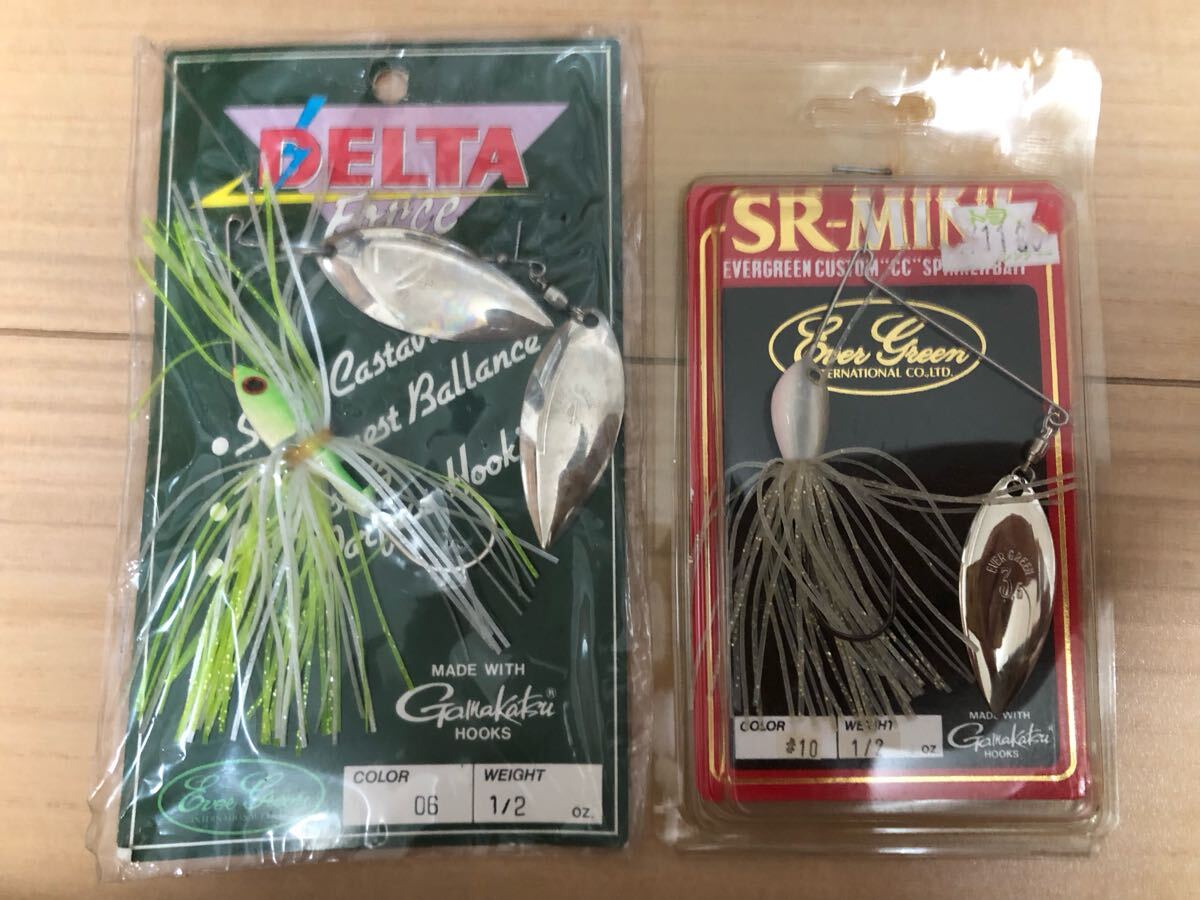 DELTA
Force
Ballance
MADE WITH
Gamakatsu®
HOOKS
Ever Green
INTERNATIONAL
COLOR
06
WEIGHT
1/2 oz.
SR-MINI
EVERGREEN CUSTOM "CC" SPINNERBAIT
Ever Green
INTERNATIONAL CO.,LTD.
EVER GREEN
COLOR
#10
WEIGHT
1/2 oz
MADE WITH
Gamakatsu®
HOOKS